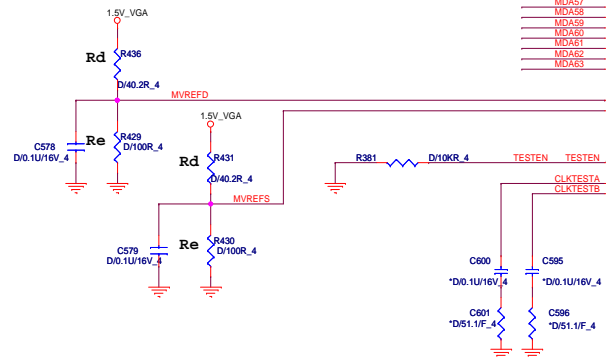 MDA57
MDA58
MDA59
MDA60
MDA61
MDA62
MDA63
1.5V_VGA
Rd
R436
D/40.2R_4
MVREFD
C578
D/0.1U/16V_4
Re
R429
D/100R_4
1.5V_VGA
Rd
R431
D/40.2R_4
MVREFS
C579
D/0.1U/16V_4
Re
R430
D/100R_4
R381
D/10KR_4
TESTEN
TESTEN
CLKTESTA
CLKTESTB
C600
*D/0.1U/16V_4
C595
*D/0.1U/16V_4
C601
*D/51.1/F_4
C596
*D/51.1/F_4